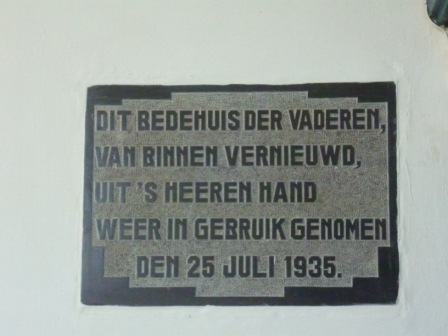 DIT BEDEHUIS DER VADEREN,
VAN BINNEN VERNIEUWD,
UIT 'S HEEREN HAND
WEER IN GEBRUIK GENOMEN
DEN 25 JULI 1935.